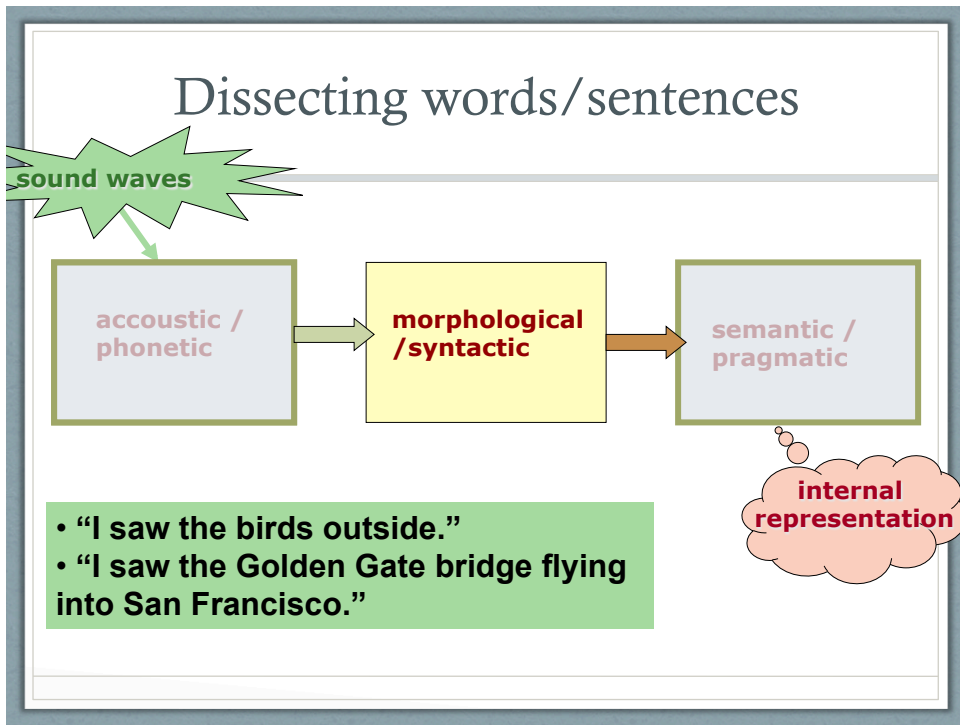 Dissecting words/sentences
sound waves
accoustic /
phonetic
morphological
/syntactic
semantic /
pragmatic
internal
representation
• “I saw the birds outside.”
• “I saw the Golden Gate bridge flying
into San Francisco.”